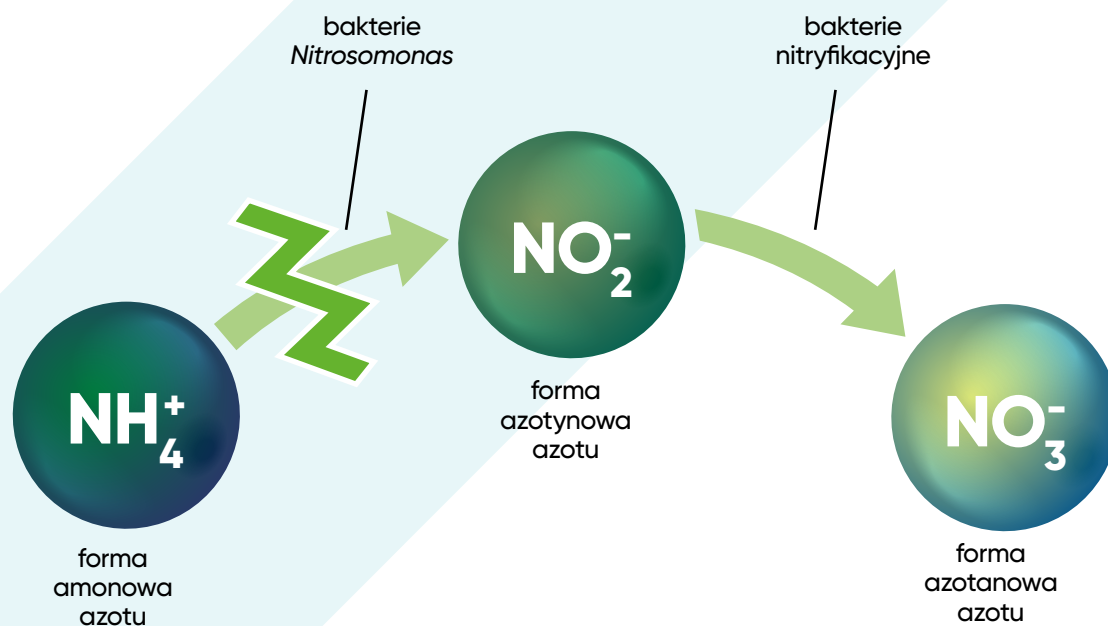 bakterie
Nitrosomonas
bakterie
nitryfikacyjne
NO₂⁻
forma
azotynowa
azotu
NH₄⁺
forma
amonowa
azotu
NO₃⁻
forma
azotanowa
azotu